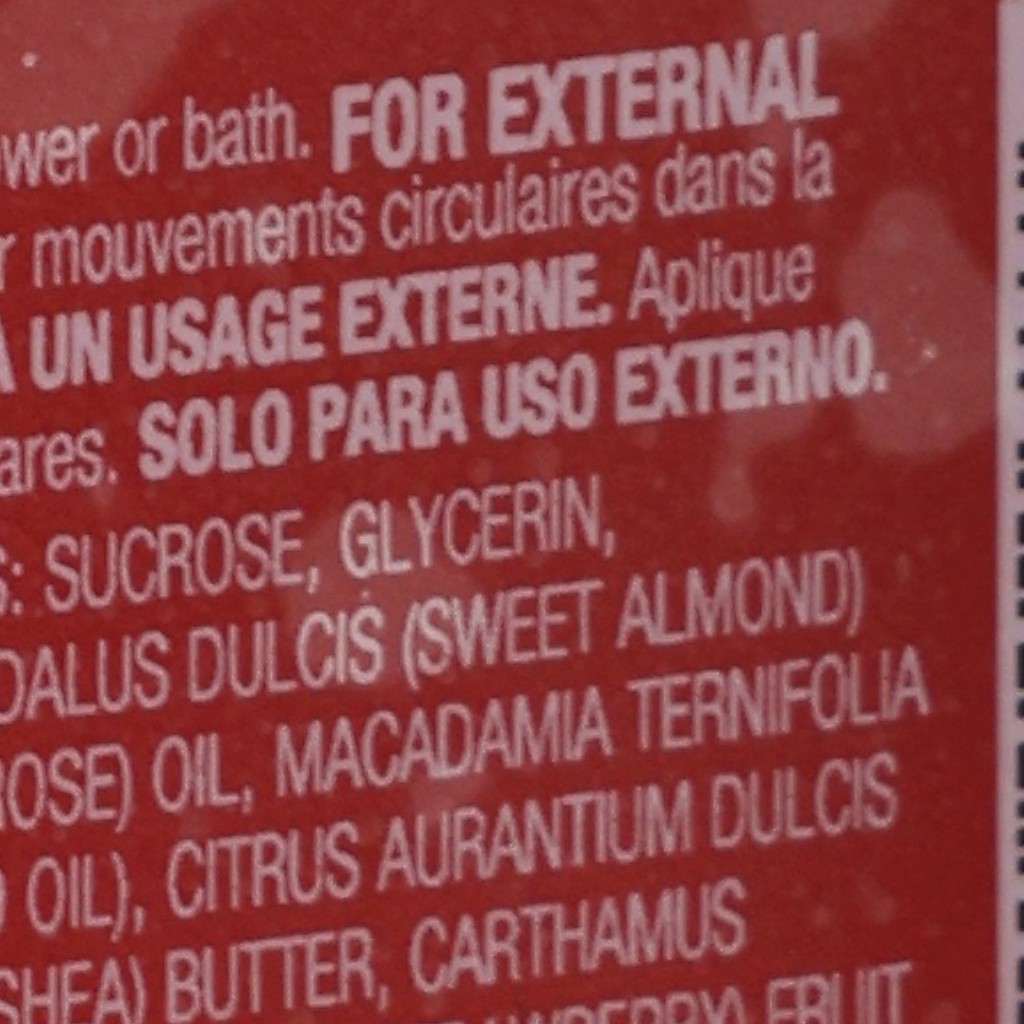 or bath. FOR EXTERNAL
mouvements circulaires dans la
UN USAGE EXTERNE. Aplique
ares. SOLO PARA USO EXTERNO.
S: SUCROSE, GLYCERIN,
DALUS DULCIS (SWEET ALMOND)
ROSE) OIL, MACADAMIA TERNIFOLIA
OIL), CITRUS AURANTIUM DULCIS
SHEA) BUTTER, CARTHAMUS
FRUIT